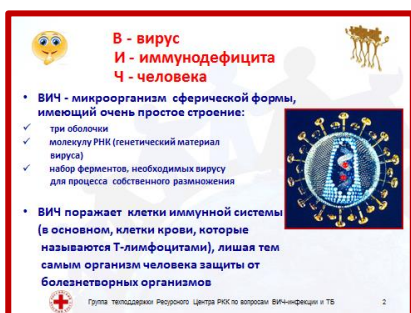 В - вирус
И - иммунодефицита
Ч - человека
• ВИЧ - микроорганизм сферической формы,
имеющий очень простое строение:
✓ три оболочки
✓ молекулу РНК (генетический материал
вируса)
✓ набор ферментов, необходимых вирусу
для процесса собственного размножения
• ВИЧ поражает клетки иммунной системы
(в основном, клетки крови, которые
называются Т-лимфоцитами), лишая тем
самым организм человека защиты от
болезнетворных организмов
Группа техподдержки Ресурсного Центра РКК по вопросам ВИЧ-инфекции и ТБ
2